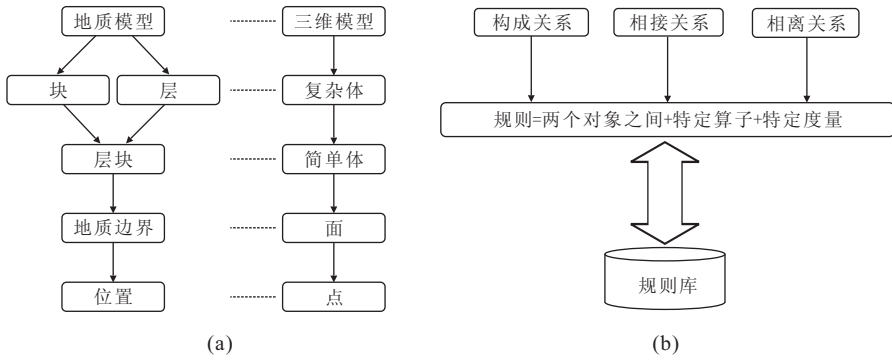 地质模型
三维模型
块
层
复杂体
层块
简单体
地质边界
面
位置
点
(a)
构成关系
相接关系
相离关系
规则=两个对象之间+特定算子+特定度量
规则库
(b)